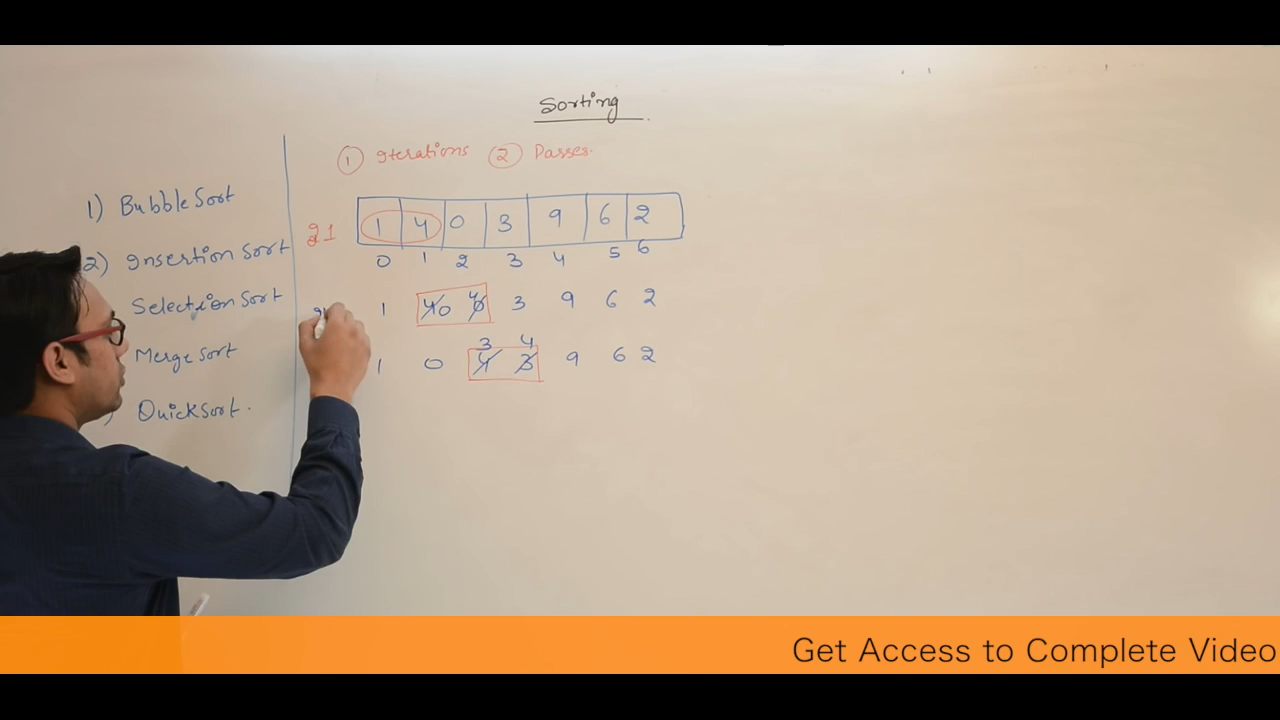 Sorting
1 Iterations 2 Passes.
1) Bubble Sort
2) Insertion Sort
Selection Sort
Merge Sort
Quick Sort.
I1 1 4 0 3 9 6 2
0 1 2 3 4 5 6
1 4 0 4 0 3 9 6 2
3 4
1 0 4 3 9 6 2
Get Access to Complete Video